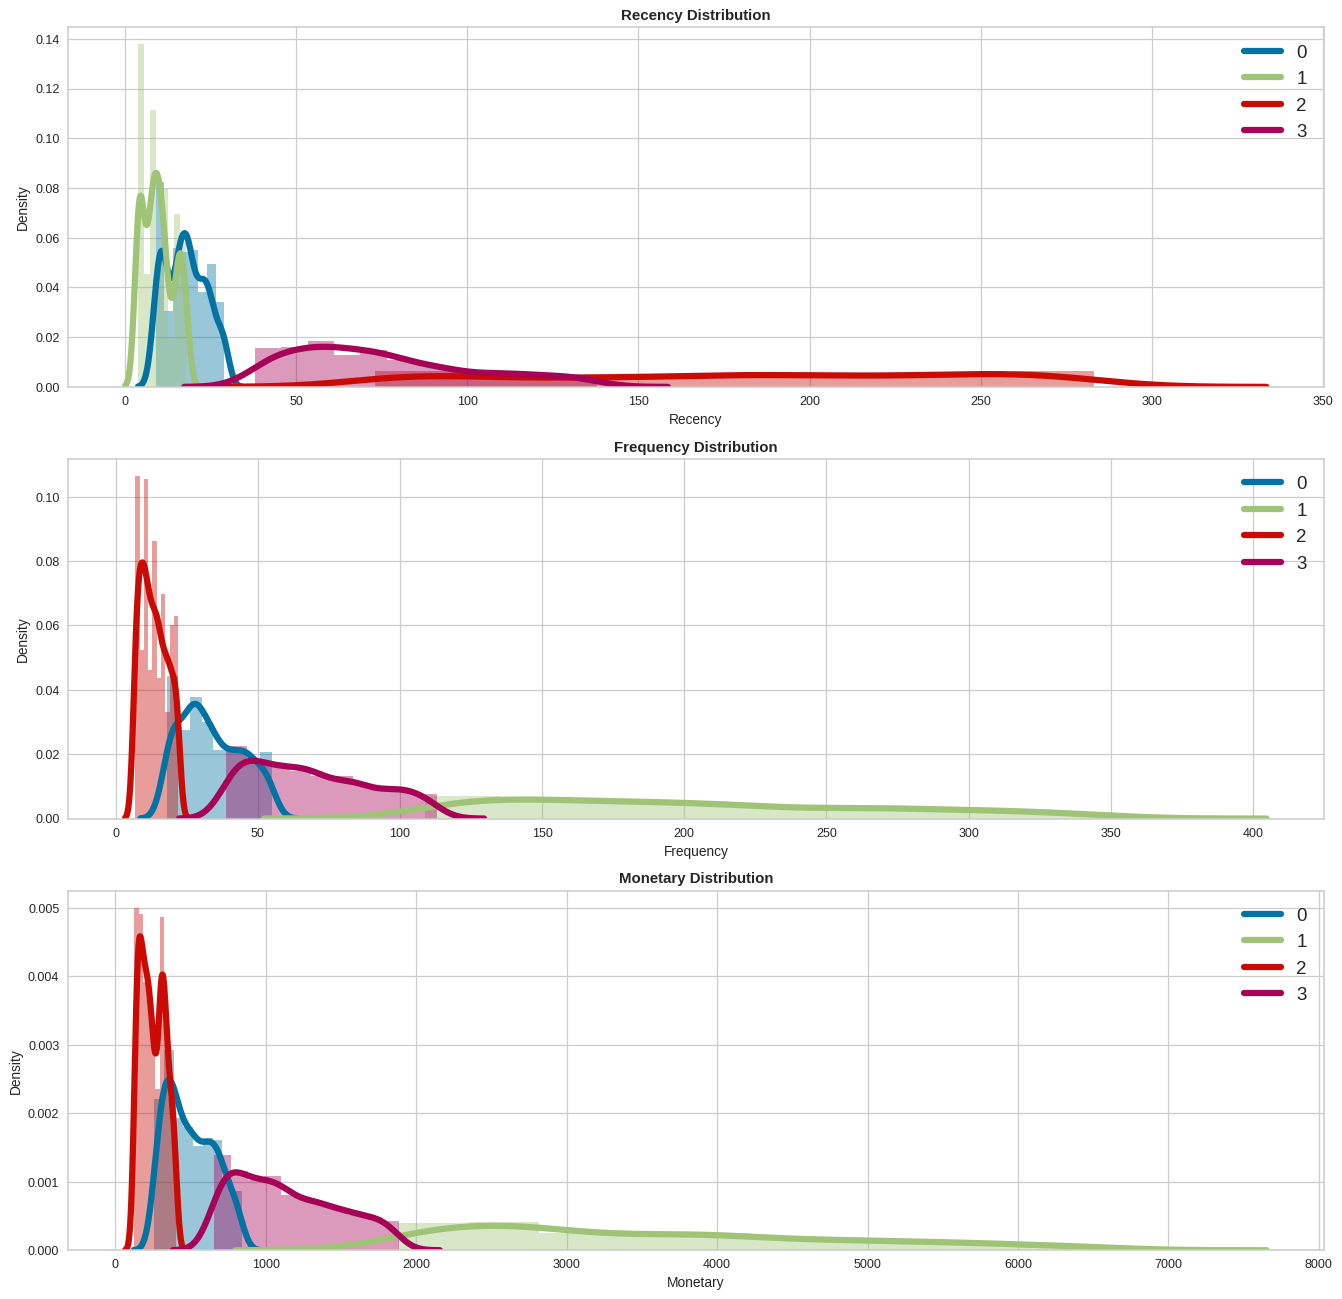 Recency Distribution
0.14
0.12
0.10
0.08
0.06
0.04
0.02
0.00
Density
0
1
2
3
0 50 100 150 200 250 300 350
Recency
Frequency Distribution
0.10
0.08
0.06
0.04
0.02
0.00
Density
0
1
2
3
0 50 100 150 200 250 300 350 400
Frequency
Monetary Distribution
0.005
0.004
0.003
0.002
0.001
0.000
Density
0
1
2
3
0 1000 2000 3000 4000 5000 6000 7000 8000
Monetary